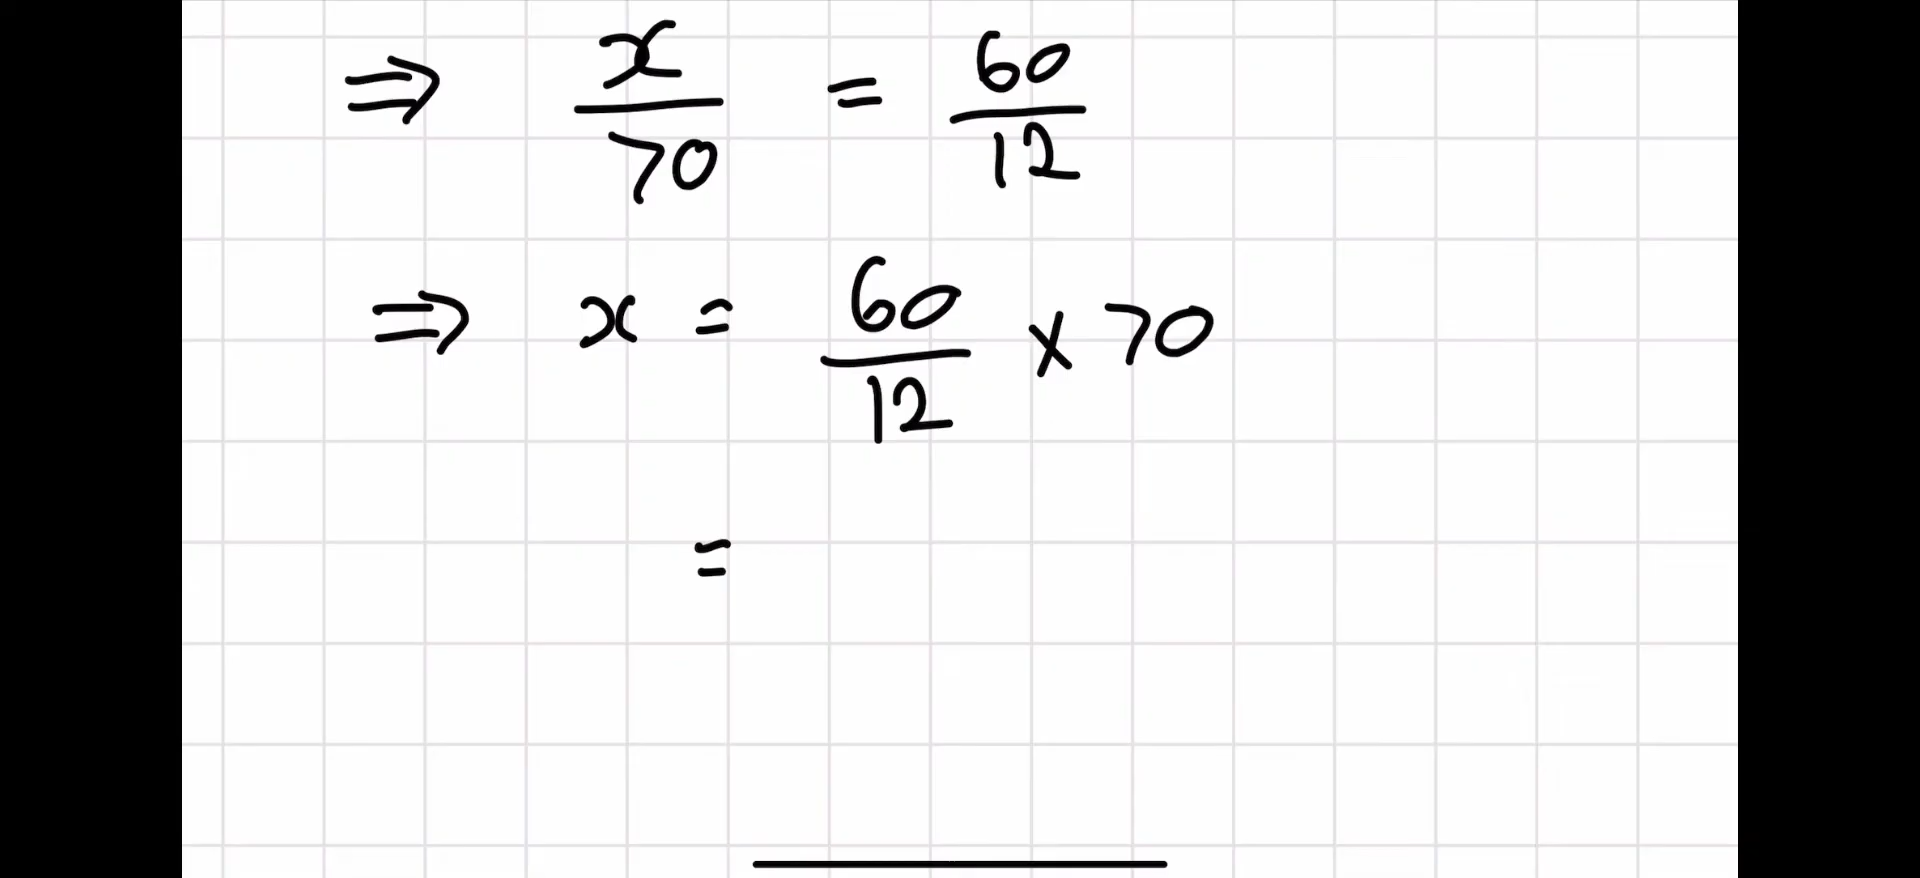 ⇒ x/70 = 60/12
⇒ x = 60/12 × 70
=